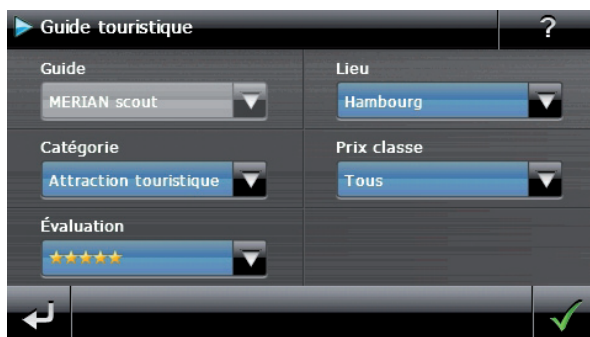 Guide touristique
?
Guide
Lieu
MERIAN scout
Hambourg
Catégorie
Prix classe
Attraction touristique
Tous
Évaluation